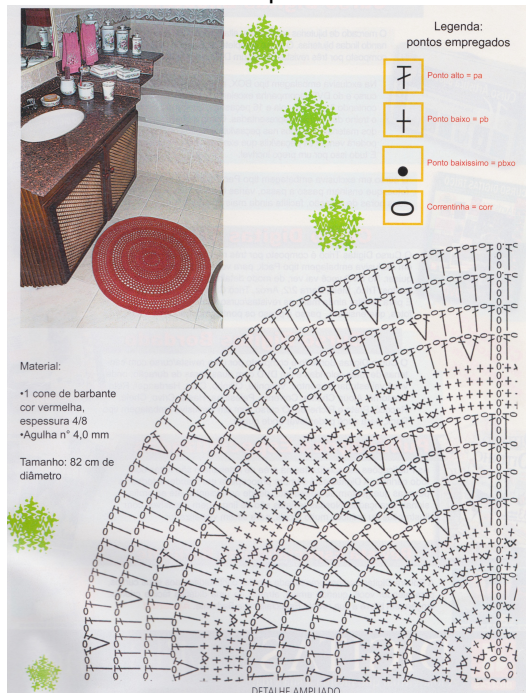 Legenda:
pontos empregados
Ponto alto = pa
Ponto baixo = pb
Ponto baixissimo = pbxo
Correntinha = corr
Material:
•1 cone de barbante
cor vermelha,
espessura 4/8
•Agulha n° 4,0 mm
Tamanho: 82 cm de
diâmetro
DETALHE AMPLIADO